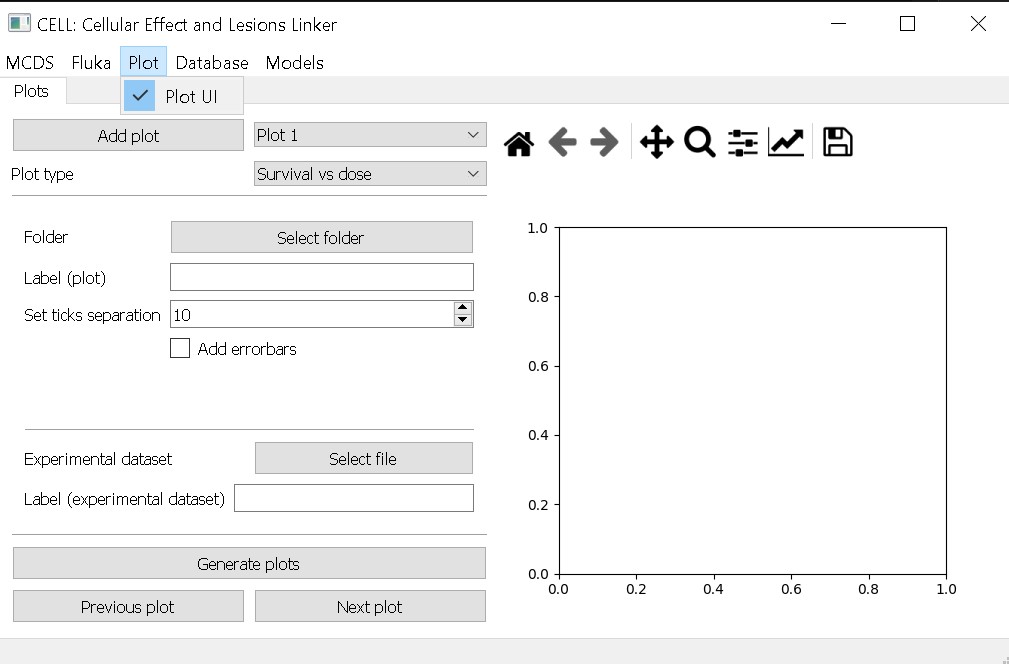 CELL: Cellular Effect and Lesions Linker
MCDS Fluka Plot Database Models
Plots
Plot UI
Add plot
Plot 1
Plot type
Survival vs dose
Folder
Select folder
Label (plot)
Set ticks separation
10
Add errorbars
Experimental dataset
Select file
Label (experimental dataset)
Generate plots
Previous plot
Next plot
1.0
0.8
0.6
0.4
0.2
0.0
0.0 0.2 0.4 0.6 0.8 1.0